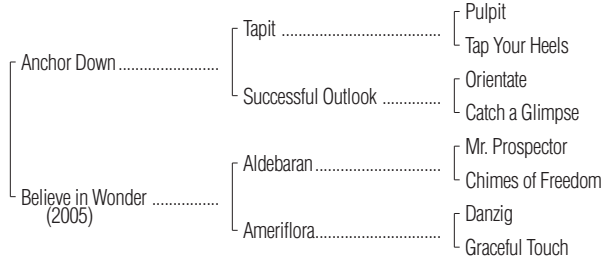 Pulpit
Tapit ........................................
Tap Your Heels
Anchor Down .........................
Orientate
Successful Outlook ..............
Catch a Glimpse
Mr. Prospector
Aldebaran ...............................
Chimes of Freedom
Believe in Wonder .................
(2005)
Danzig
Ameriflora ...............................
Graceful Touch